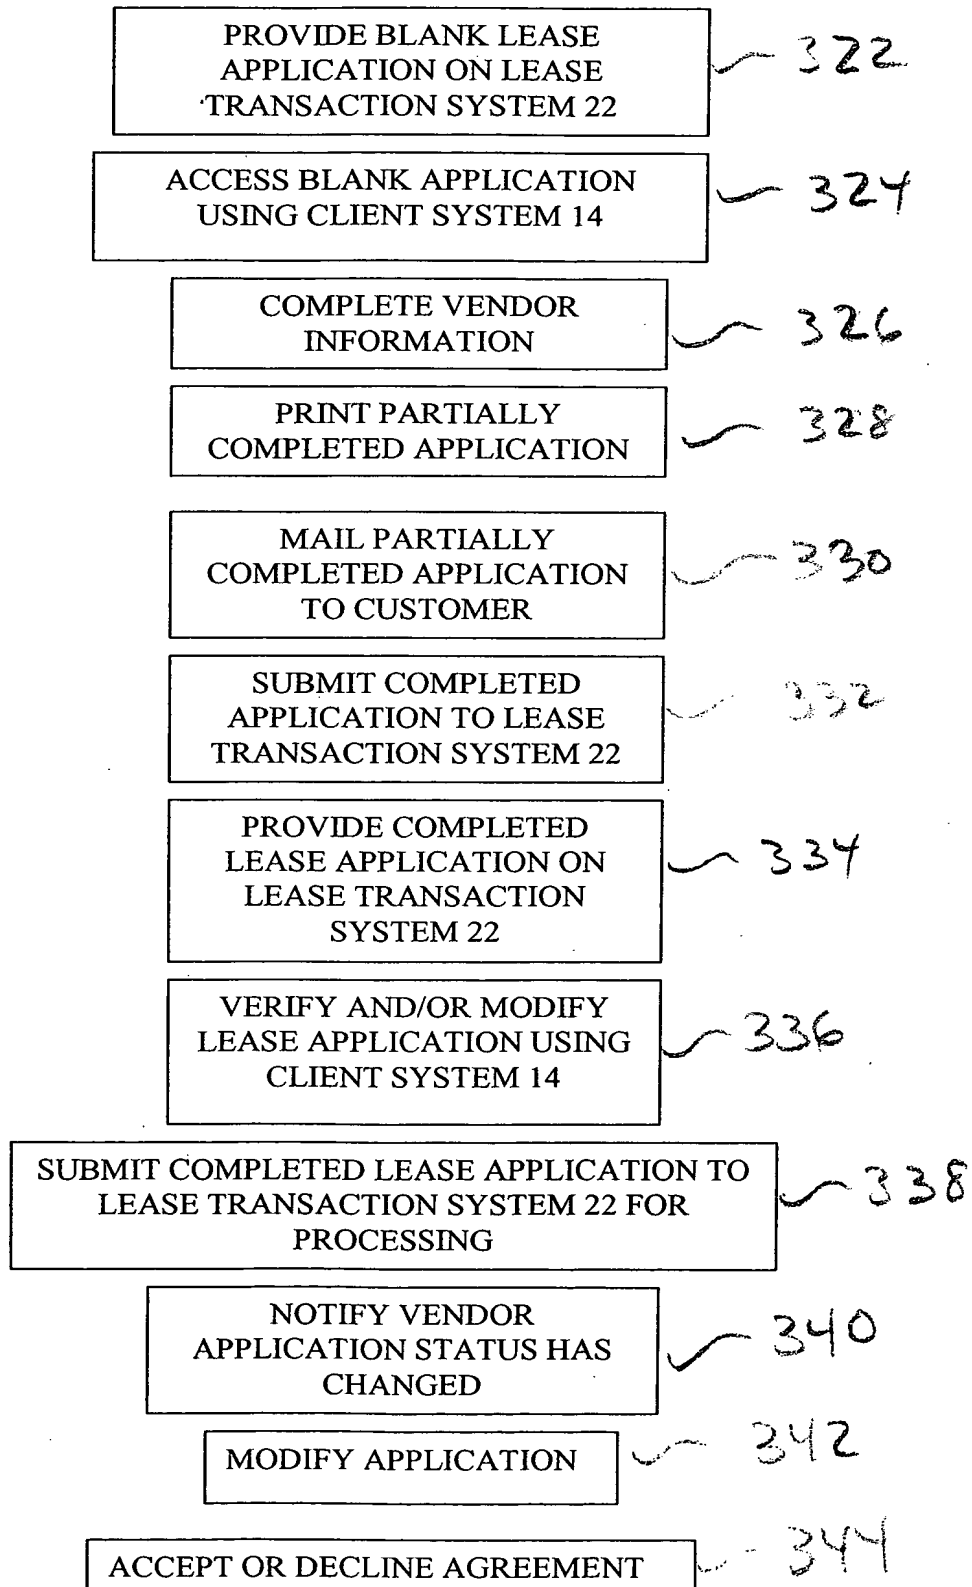 PROVIDE BLANK LEASE
APPLICATION ON LEASE
TRANSACTION SYSTEM 22
322
ACCESS BLANK APPLICATION
USING CLIENT SYSTEM 14
324
COMPLETE VENDOR
INFORMATION
326
PRINT PARTIALLY
COMPLETED APPLICATION
328
MAIL PARTIALLY
COMPLETED APPLICATION
TO CUSTOMER
330
SUBMIT COMPLETED
APPLICATION TO LEASE
TRANSACTION SYSTEM 22
332
PROVIDE COMPLETED
LEASE APPLICATION ON
LEASE TRANSACTION
SYSTEM 22
334
VERIFY AND/OR MODIFY
LEASE APPLICATION USING
CLIENT SYSTEM 14
336
SUBMIT COMPLETED LEASE APPLICATION TO
LEASE TRANSACTION SYSTEM 22 FOR
PROCESSING
338
NOTIFY VENDOR
APPLICATION STATUS HAS
CHANGED
340
MODIFY APPLICATION
342
ACCEPT OR DECLINE AGREEMENT
344